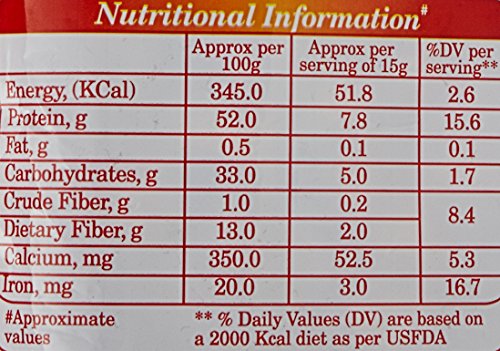 Nutritional Information#
Approx per 100g Approx per serving of 15g %DV per serving**
Energy, (KCal) 345.0 51.8 2.6
Protein, g 52.0 7.8 15.6
Fat, g 0.5 0.1 0.1
Carbohydrates, g 33.0 5.0 1.7
Crude Fiber, g 1.0 0.2 8.4
Dietary Fiber, g 13.0 2.0
Calcium, mg 350.0 52.5 5.3
Iron, mg 20.0 3.0 16.7
#Approximate values
** % Daily Values (DV) are based on
a 2000 Kcal diet as per USFDA